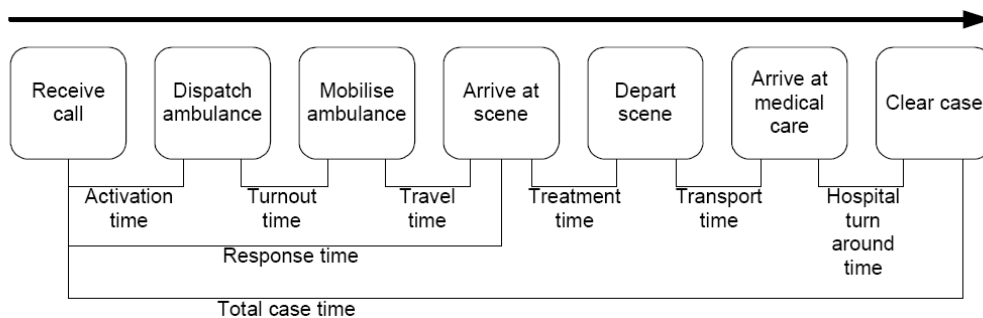 Receive
call
Dispatch
ambulance
Mobilise
ambulance
Arrive at
scene
Depart
scene
Arrive at
medical
care
Clear case
Activation
time
Turnout
time
Travel
time
Treatment
time
Transport
time
Hospital
turn
around
time
Response time
Total case time